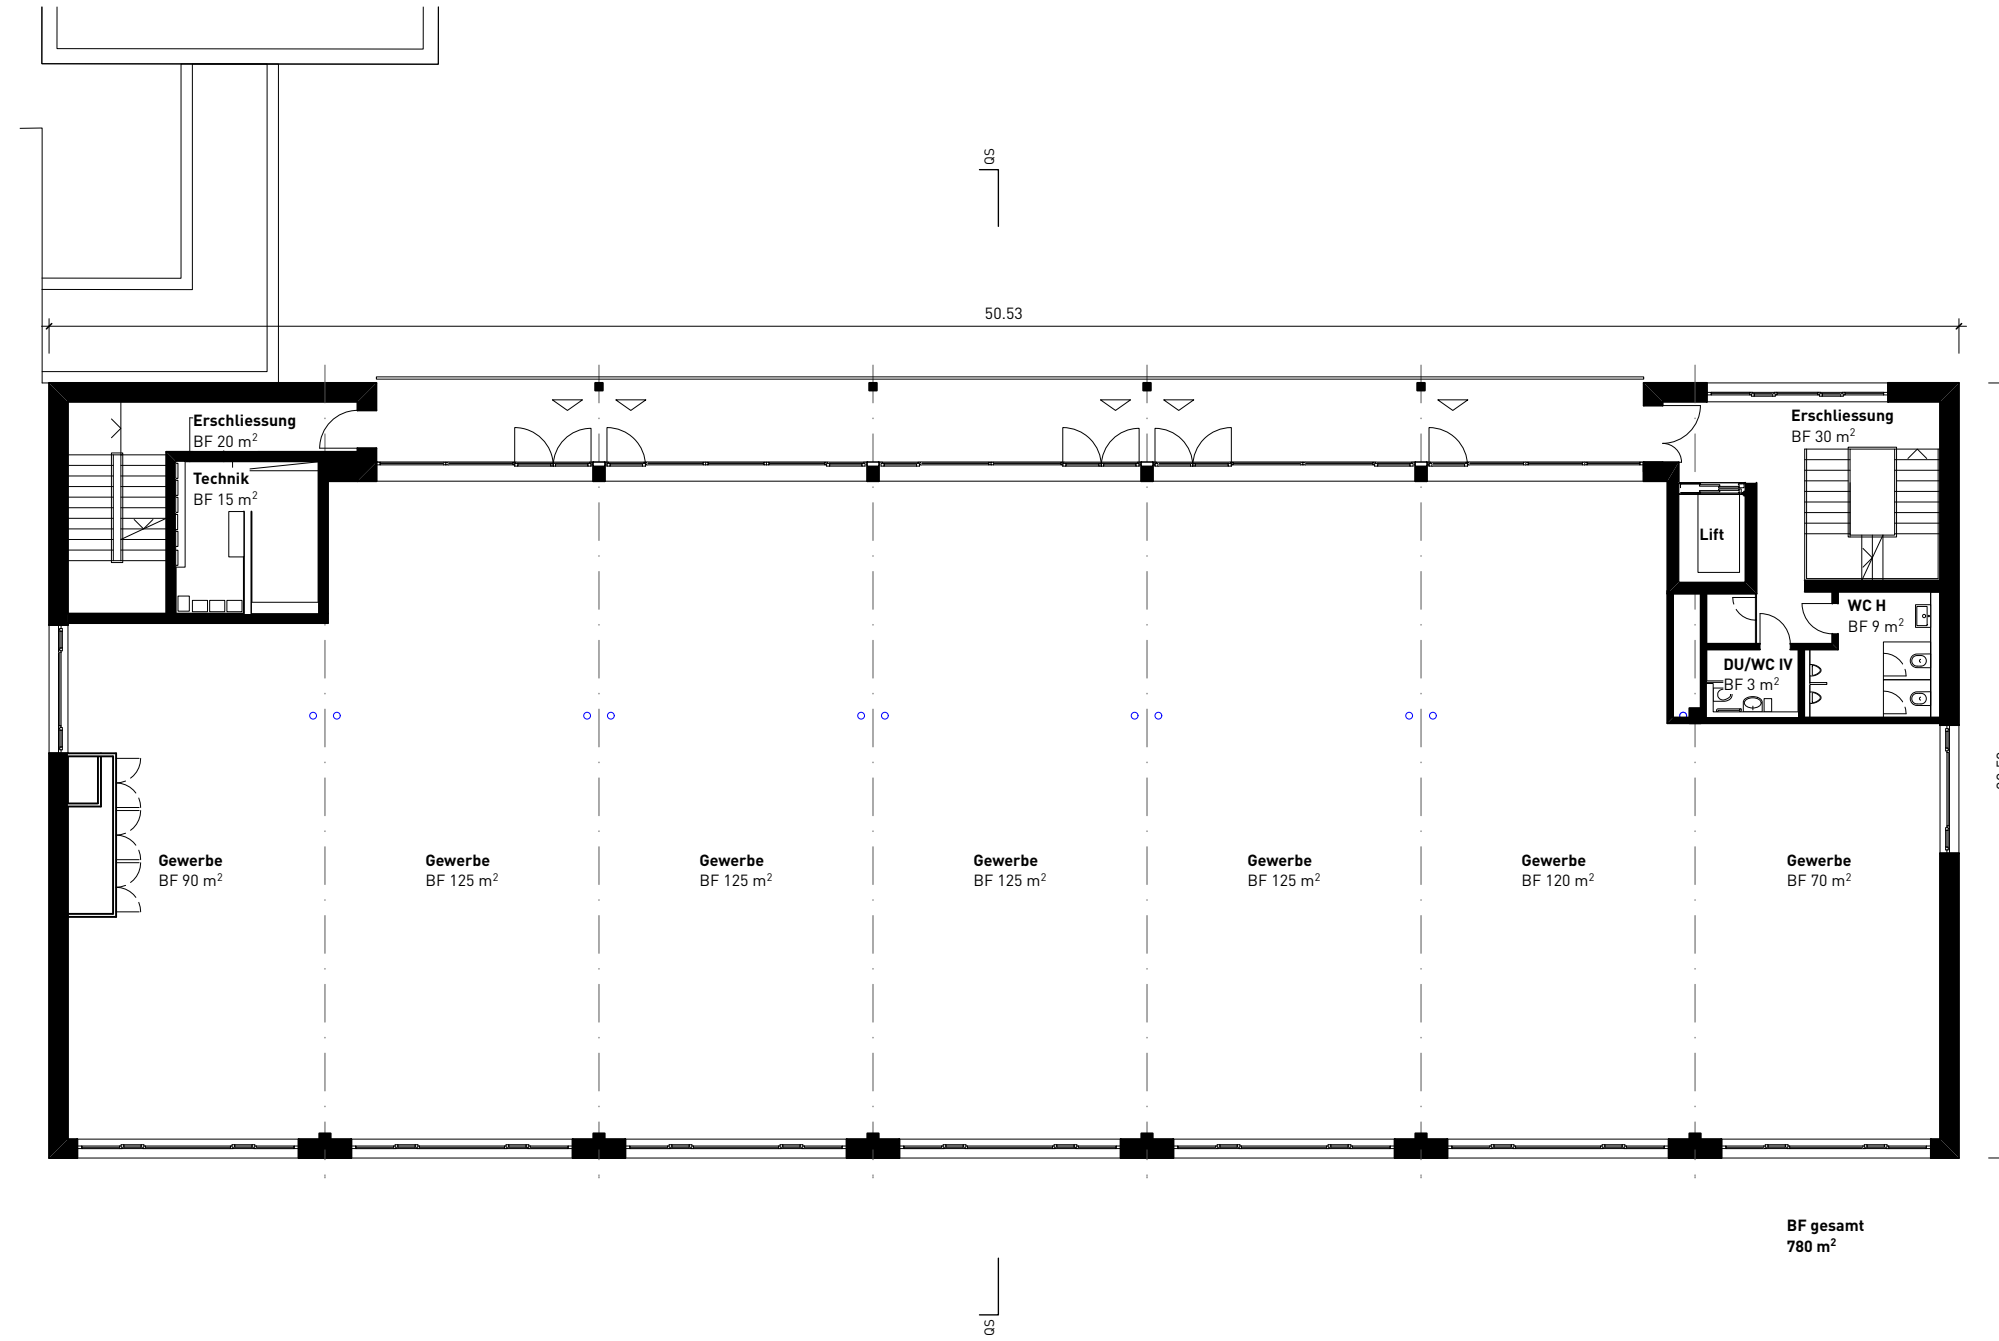 QS
50.53
Erschliessung
BF 20 m²
Erschliessung
BF 30 m²
Technik
BF 15 m²
Lift
WC H
BF 9 m²
DU/WC IV
BF 3 m²
Gewerbe
BF 90 m²
Gewerbe
BF 125 m²
Gewerbe
BF 125 m²
Gewerbe
BF 125 m²
Gewerbe
BF 125 m²
Gewerbe
BF 120 m²
Gewerbe
BF 70 m²
BF gesamt
780 m²
QS